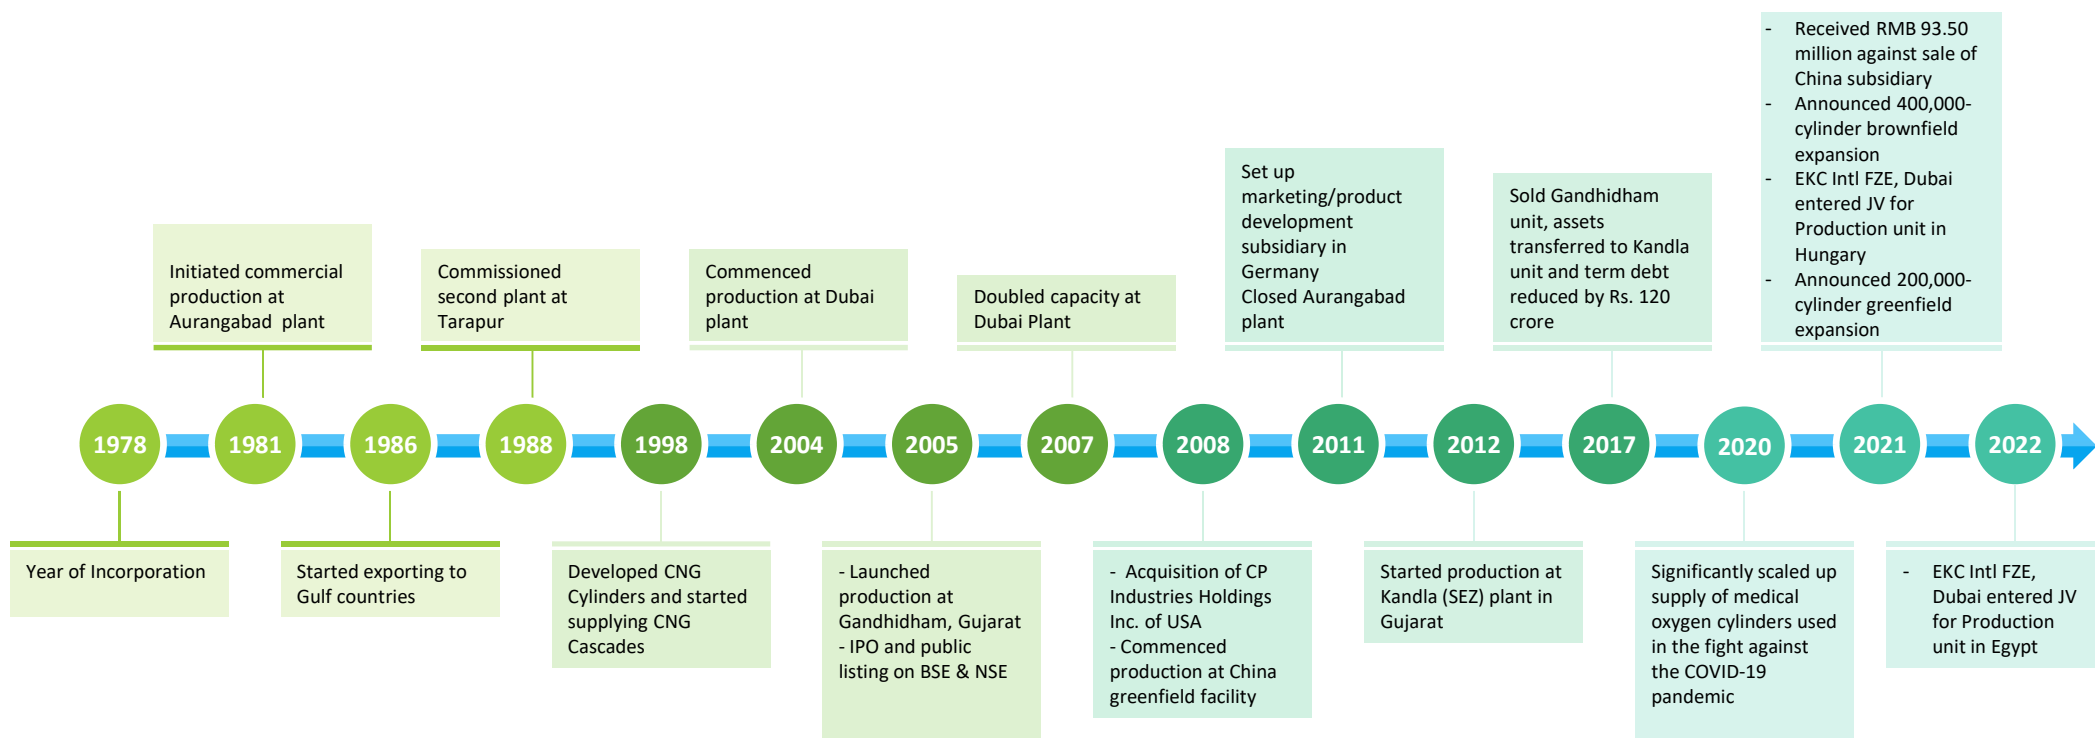 - Received RMB 93.50
million against sale of
China subsidiary
- Announced 400,000-
cylinder brownfield
expansion
- EKC Intl FZE, Dubai
entered JV for
Production unit in
Hungary
- Announced 200,000-
cylinder greenfield
expansion
Set up
marketing/product
development
subsidiary in
Germany
Closed Aurangabad
plant
Sold Gandhidham
unit, assets
transferred to Kandla
unit and term debt
reduced by Rs. 120
crore
Initiated commercial
production at
Aurangabad plant
Commissioned
second plant at
Tarapur
Commenced
production at Dubai
plant
Doubled capacity at
Dubai Plant
1978
1981
1986
1988
1998
2004
2005
2007
2008
2011
2012
2017
2020
2021
2022
Year of Incorporation
Started exporting to
Gulf countries
Developed CNG
Cylinders and started
supplying CNG
Cascades
- Launched
production at
Gandhidham, Gujarat
- IPO and public
listing on BSE & NSE
- Acquisition of CP
Industries Holdings
Inc. of USA
- Commenced
production at China
greenfield facility
Started production at
Kandla (SEZ) plant in
Gujarat
Significantly scaled up
supply of medical
oxygen cylinders used
in the fight against
the COVID-19
pandemic
- EKC Intl FZE,
Dubai entered JV
for Production
unit in Egypt